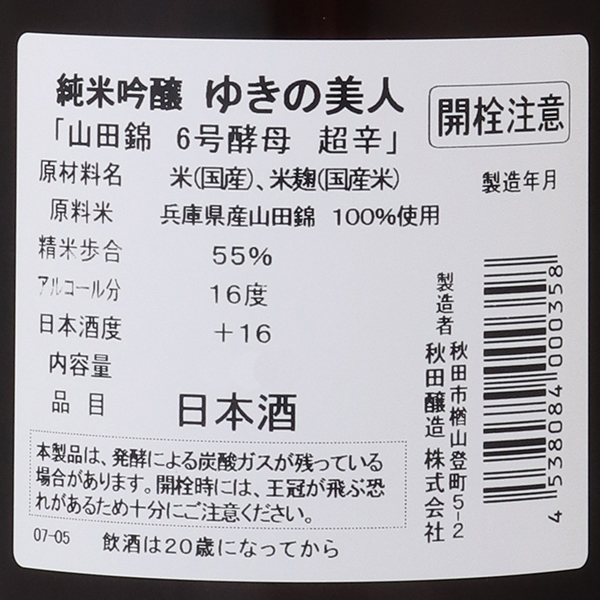 純米吟醸 ゆきの美人
「山田錦 6号酵母 超辛」
開栓注意
原材料名 米(国産)、米麹(国産米)
製造年月
原料米 兵庫県産山田錦 100%使用
精米歩合 55%
アルコール分 16度
日本酒度 +16
内容量
品目 日本酒
製造者
秋田市楢山登町5-2
秋田醸造 株式会社
4 538084 000358
本製品は、発酵による炭酸ガスが残っている
場合があります。開栓時には、王冠が飛ぶ恐
れがあるため十分にご注意ください。
07-05 飲酒は20歳になってから